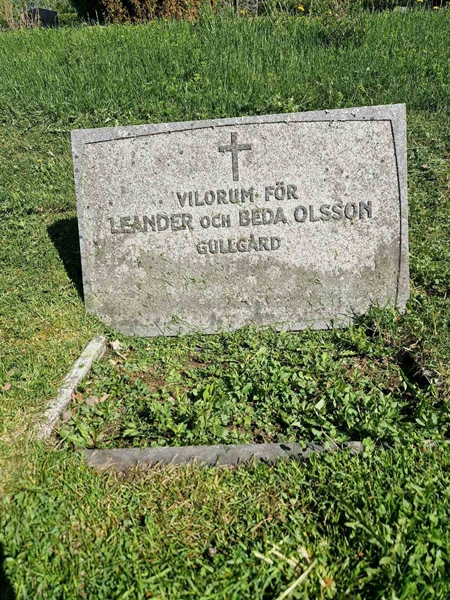 VILORUM FÖR
LEANDER OCH BEDA OLSSON
GULLGÅRD